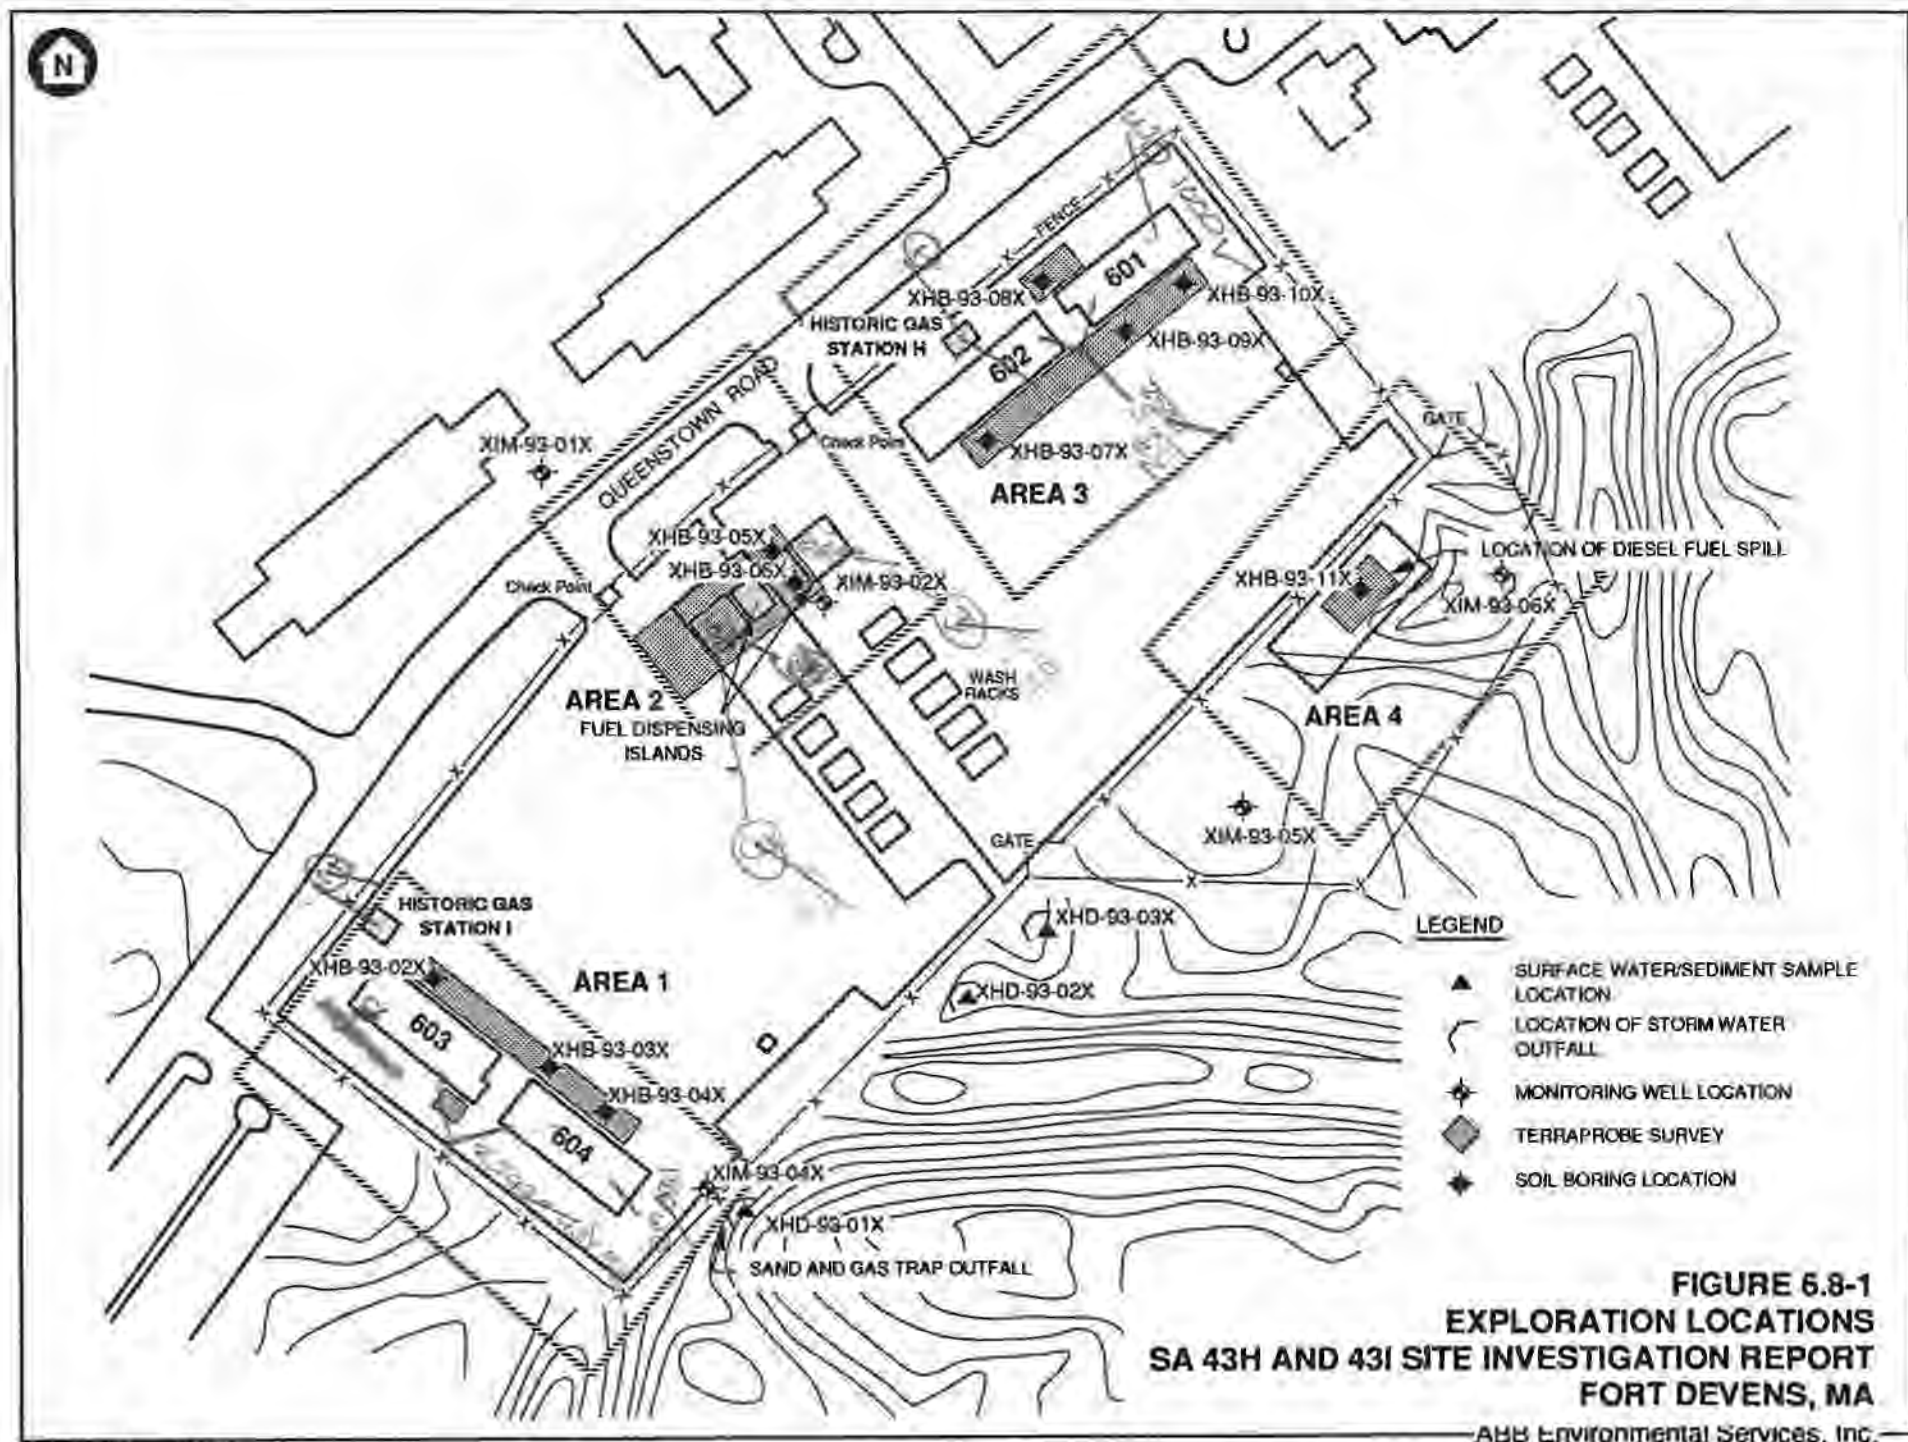 N
FENCE
601
XHB-93-08X
XHB-93-10X
HISTORIC GAS
STATION H
XHB-93-09X
602
QUEENSTOWN ROAD
Check Point
XIM-93-01X
XHB-93-07X
GATE
AREA 3
XHB-93-05X
LOCATION OF DIESEL FUEL SPILL
XHB-93-06X
XIM-93-02X
XHB-93-11X
Check Point
XIM-93-06X
WASH
RACKS
AREA 2
FUEL DISPENSING
ISLANDS
AREA 4
XIM-93-05X
GATE
HISTORIC GAS
STATION I
XHD-93-03X
XHB-93-02X
AREA 1
XHD-93-02X
603
XHB-93-03X
XHB-93-04X
604
XIM-93-04X
XHD-93-01X
SAND AND GAS TRAP OUTFALL
LEGEND
SURFACE WATER/SEDIMENT SAMPLE
LOCATION
LOCATION OF STORM WATER
OUTFALL
MONITORING WELL LOCATION
TERRAPROBE SURVEY
SOIL BORING LOCATION
FIGURE 6.8-1
EXPLORATION LOCATIONS
SA 43H AND 43I SITE INVESTIGATION REPORT
FORT DEVENS, MA
ABB Environmental Services, Inc.